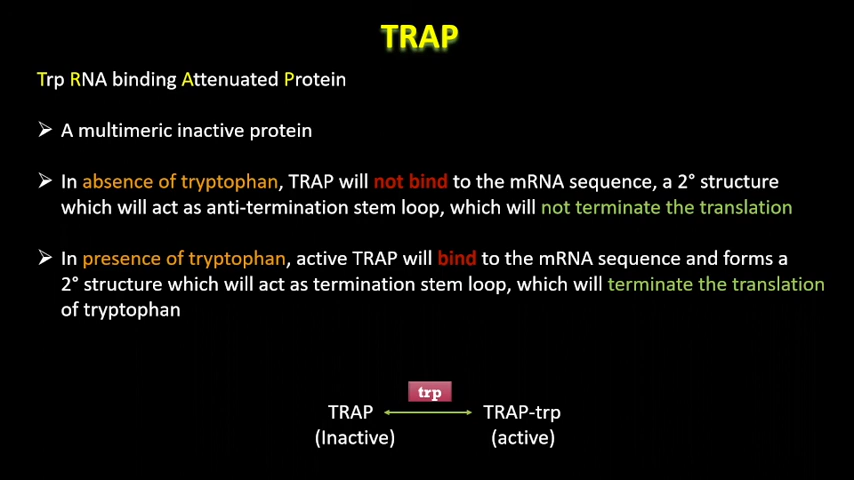 TRAP
Trp RNA binding Attenuated Protein
➢ A multimeric inactive protein
➢ In absence of tryptophan, TRAP will not bind to the mRNA sequence, a 2° structure
which will act as anti-termination stem loop, which will not terminate the translation
➢ In presence of tryptophan, active TRAP will bind to the mRNA sequence and forms a
2° structure which will act as termination stem loop, which will terminate the translation
of tryptophan
trp
TRAP TRAP-trp
(Inactive) (active)